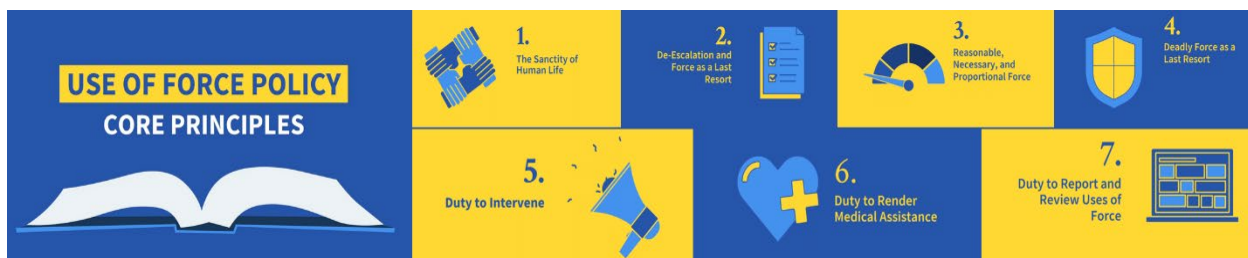 USE OF FORCE POLICY
CORE PRINCIPLES
1.
The Sanctity of
Human Life
2.
De-Escalation and
Force as a Last
Resort
3.
Reasonable,
Necessary, and
Proportional Force
4.
Deadly Force as a
Last Resort
5.
Duty to Intervene
6.
Duty to Render
Medical Assistance
7.
Duty to Report and
Review Uses of
Force